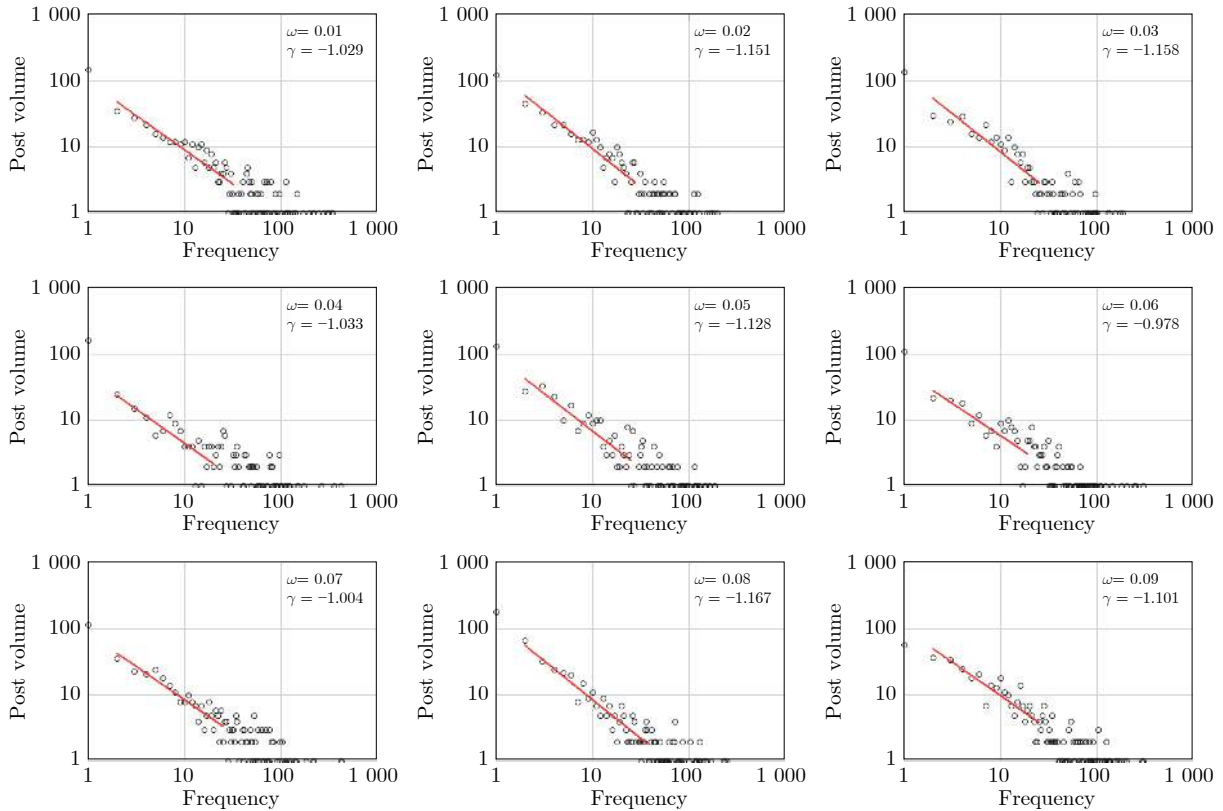 1 000
100
10
1
Post volume
ω= 0.01
γ = −1.029
1 10 100 1 000
Frequency
1 000
100
10
1
Post volume
ω= 0.02
γ = −1.151
1 10 100 1 000
Frequency
1 000
100
10
1
Post volume
ω= 0.03
γ = −1.158
1 10 100 1 000
Frequency
1 000
100
10
1
Post volume
ω= 0.04
γ = −1.033
1 10 100 1 000
Frequency
1 000
100
10
1
Post volume
ω= 0.05
γ = −1.128
1 10 100 1 000
Frequency
1 000
100
10
1
Post volume
ω= 0.06
γ = −0.978
1 10 100 1 000
Frequency
1 000
100
10
1
Post volume
ω= 0.07
γ = −1.004
1 10 100 1 000
Frequency
1 000
100
10
1
Post volume
ω= 0.08
γ = −1.167
1 10 100 1 000
Frequency
1 000
100
10
1
Post volume
ω= 0.09
γ = −1.101
1 10 100 1 000
Frequency